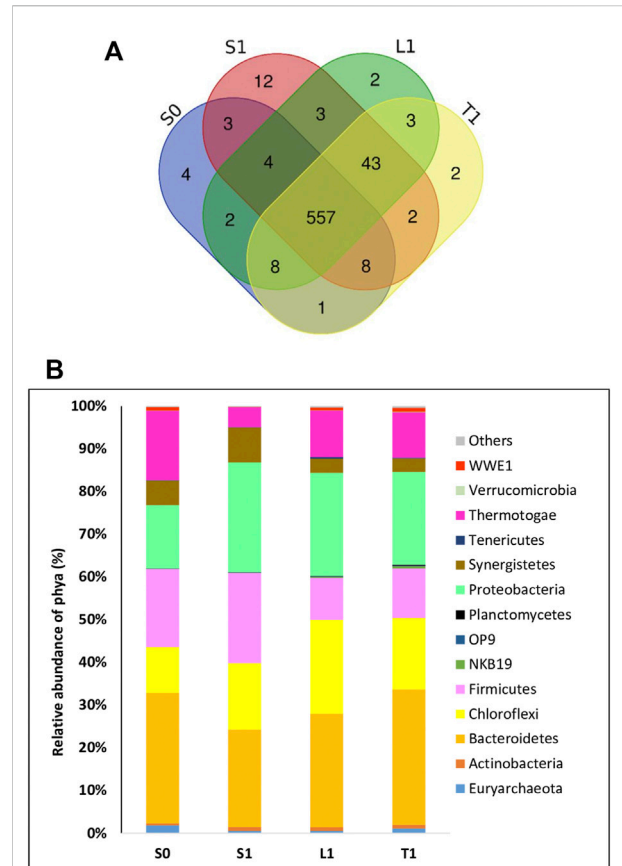 A
S0
S1
L1
T1
12
2
3
3
3
4
4
43
2
2
557
2
8
8
1
B
Relative abundance of phya (%)
100%
90%
80%
70%
60%
50%
40%
30%
20%
10%
0%
S0 S1 L1 T1
Others
WWE1
Verrucomicrobia
Thermotogae
Tenericutes
Synergistetes
Proteobacteria
Planctomycetes
OP9
NKB19
Firmicutes
Chloroflexi
Bacteroidetes
Actinobacteria
Euryarchaeota